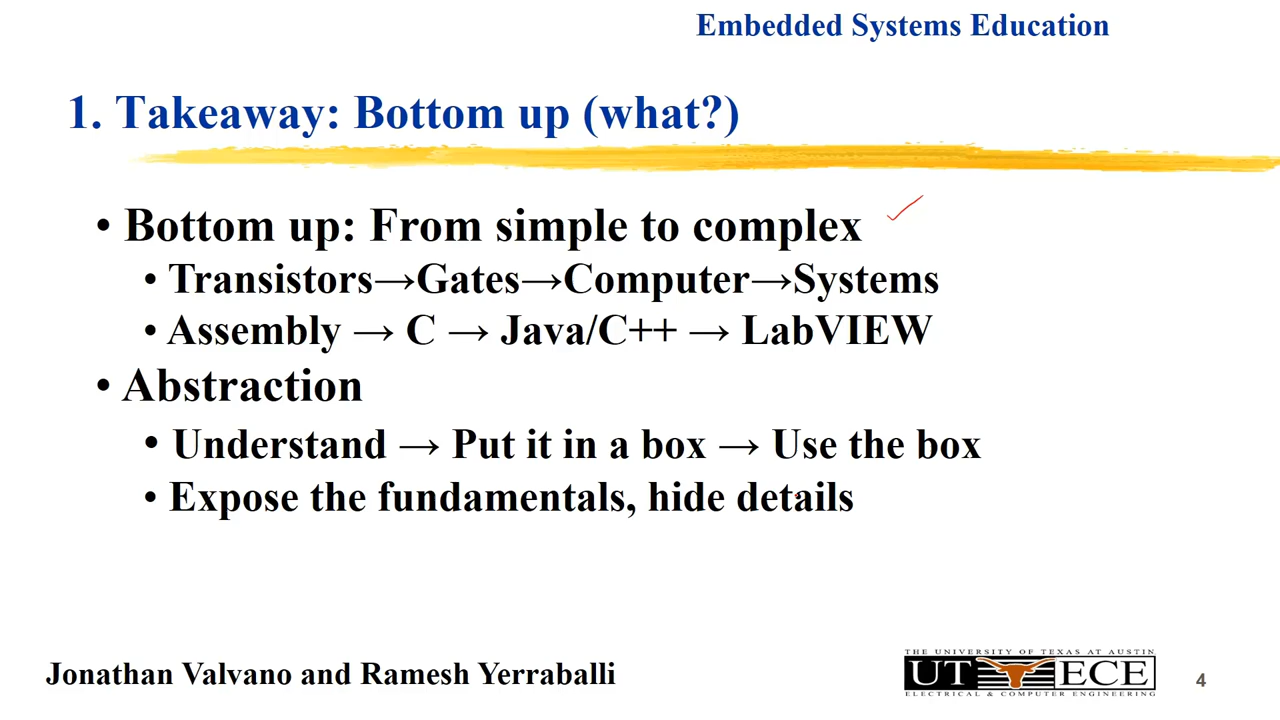 Embedded Systems Education
1. Takeaway: Bottom up (what?)
• Bottom up: From simple to complex
• Transistors→Gates→Computer→Systems
• Assembly → C → Java/C++ → LabVIEW
• Abstraction
• Understand → Put it in a box → Use the box
• Expose the fundamentals, hide details
Jonathan Valvano and Ramesh Yerraballi
THE UNIVERSITY OF TEXAS AT AUSTIN
UT ECE
ELECTRICAL & COMPUTER ENGINEERING
4